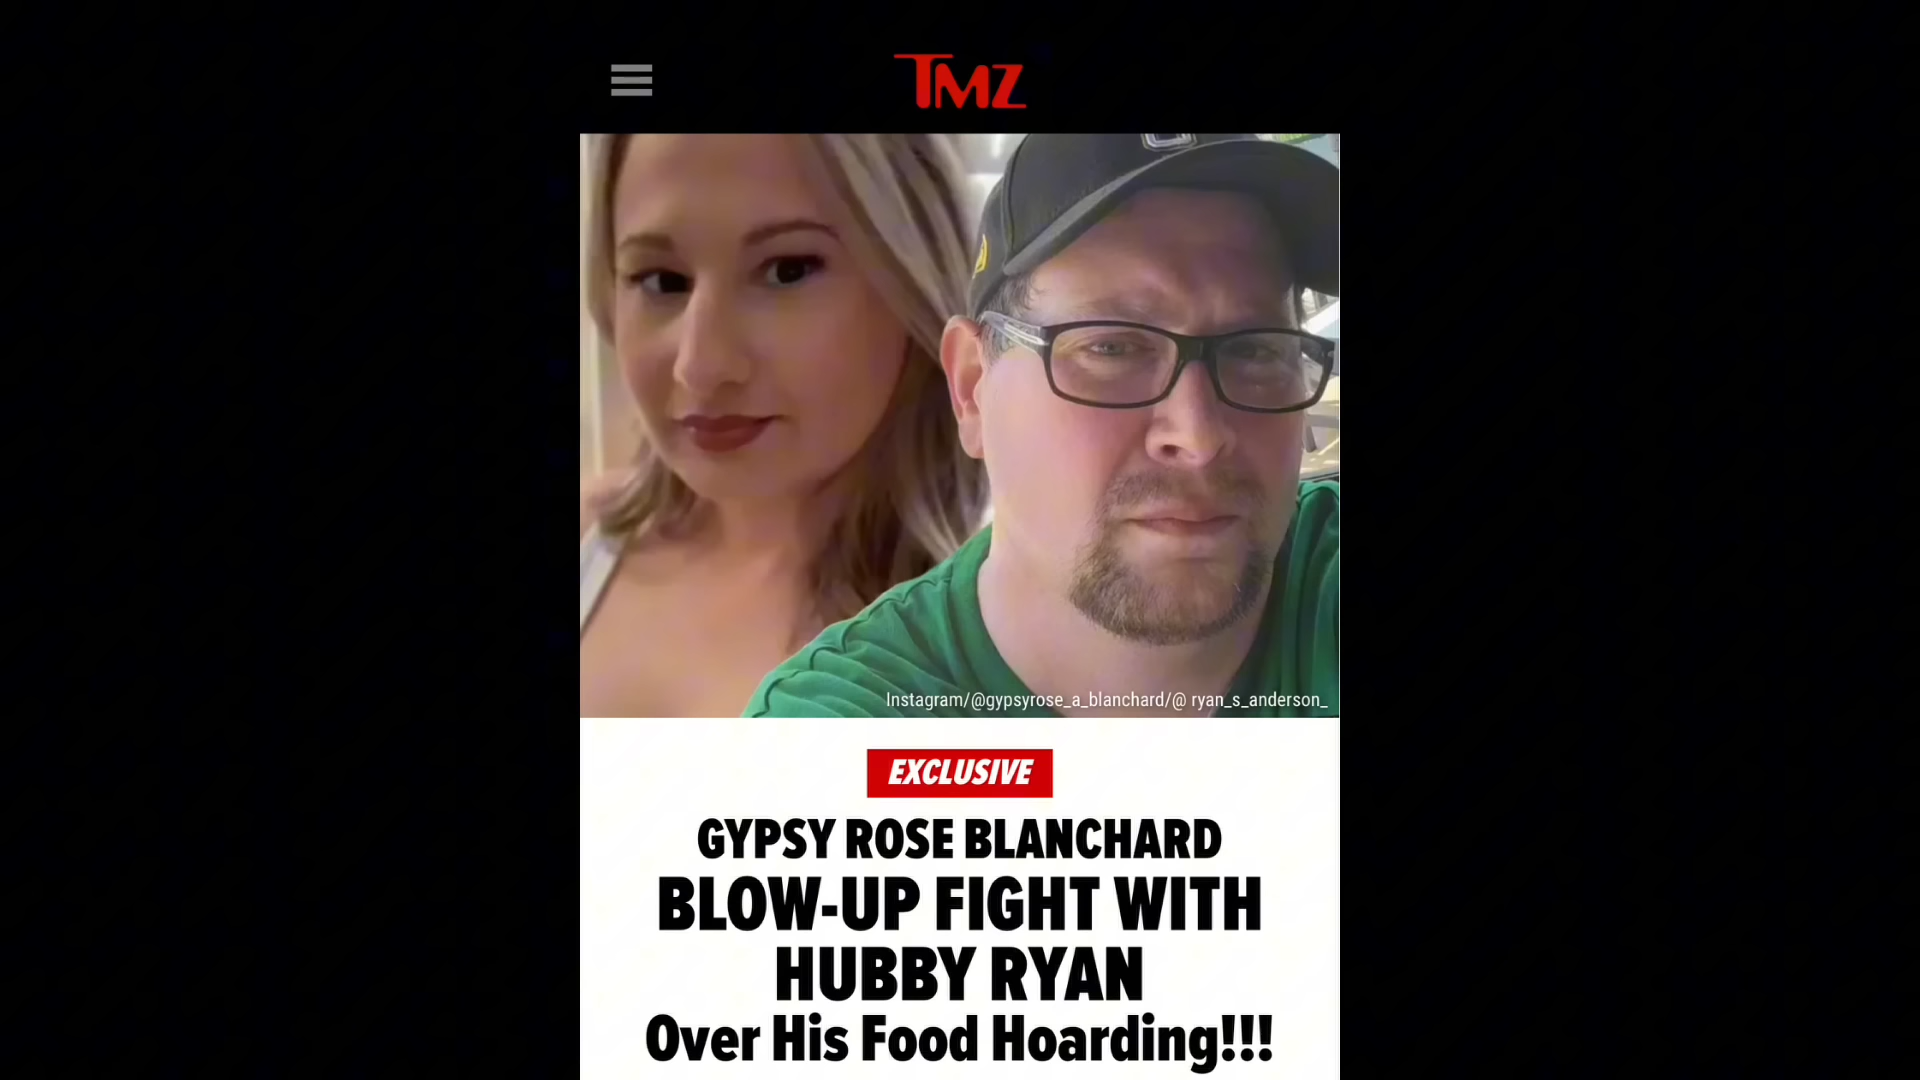 TMZ
Instagram/@gypsyrose_a_blanchard/@ ryan_s_anderson_
EXCLUSIVE
GYPSY ROSE BLANCHARD
BLOW-UP FIGHT WITH
HUBBY RYAN
Over His Food Hoarding!!!